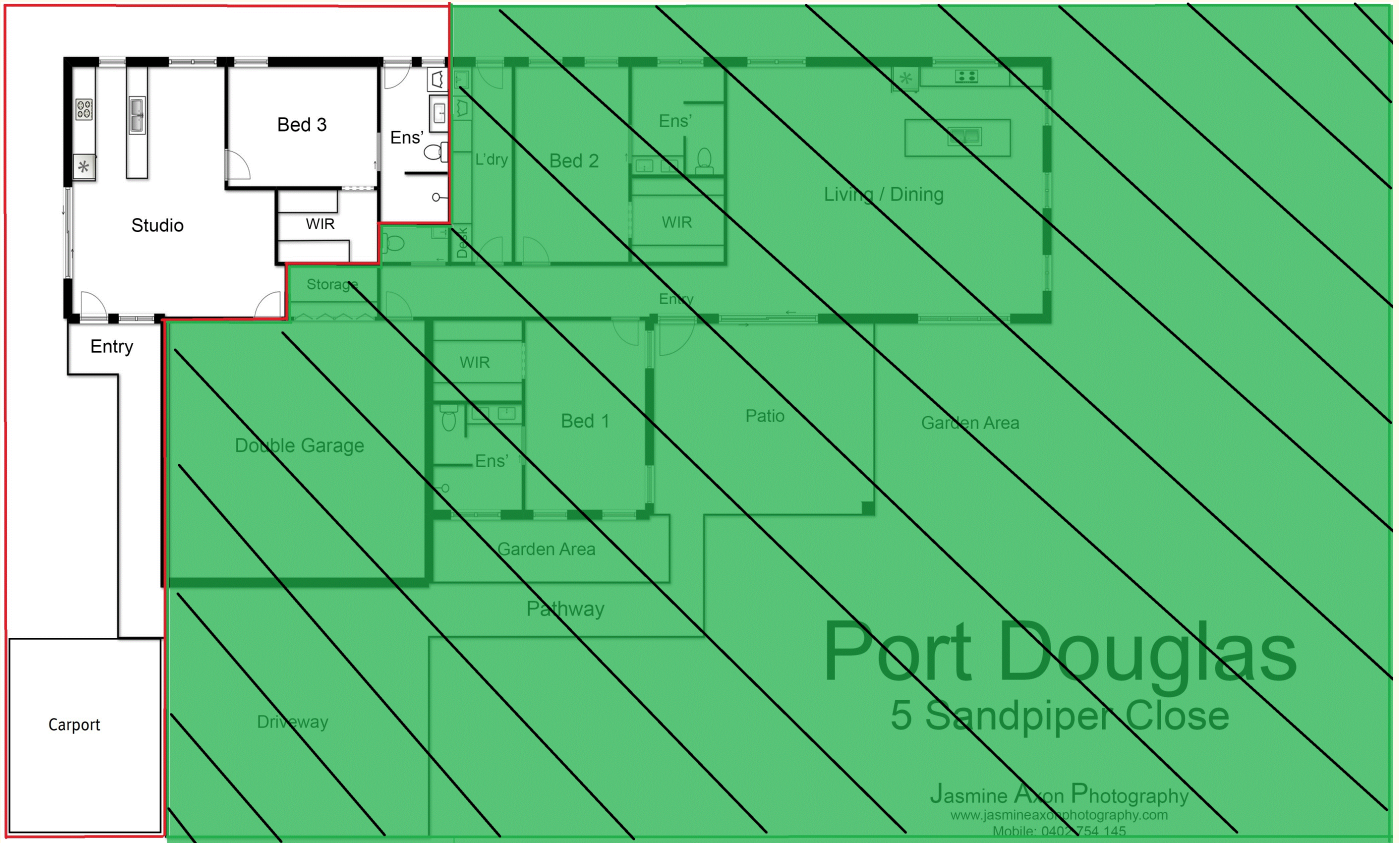 Bed 3
Ens'
Ens'
L'dry
Bed 2
Living / Dining
Studio
WIR
WIR
Desk
Storage
Entry
Entry
WIR
Double Garage
Bed 1
Patio
Garden Area
Ens'
Garden Area
Pathway
Port Douglas
5 Sandpiper Close
Carport
Driveway
Jasmine Axon Photography
www.jasmineaxonphotography.com
Mobile: 0402 754 145